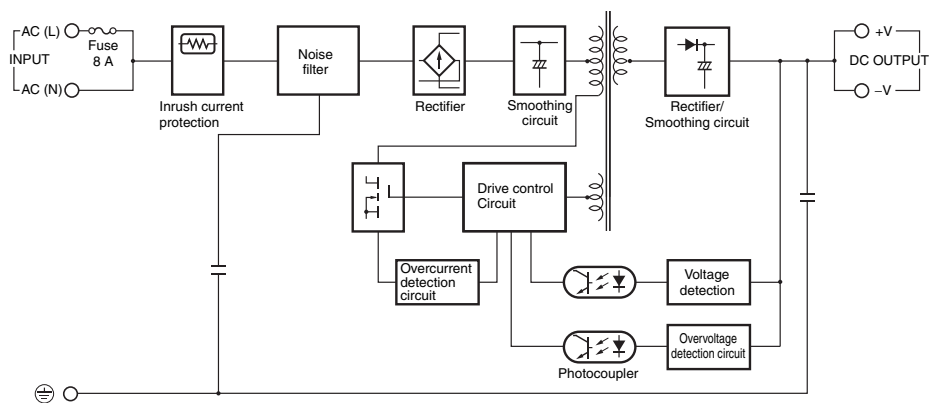 AC (L)
Fuse
8 A
INPUT
AC (N)
Inrush current
protection
Noise
filter
Rectifier
Smoothing
circuit
Rectifier/
Smoothing circuit
+V
DC OUTPUT
–V
Drive control
Circuit
Overcurrent
detection
circuit
Voltage
detection
Overvoltage
detection circuit
Photocoupler